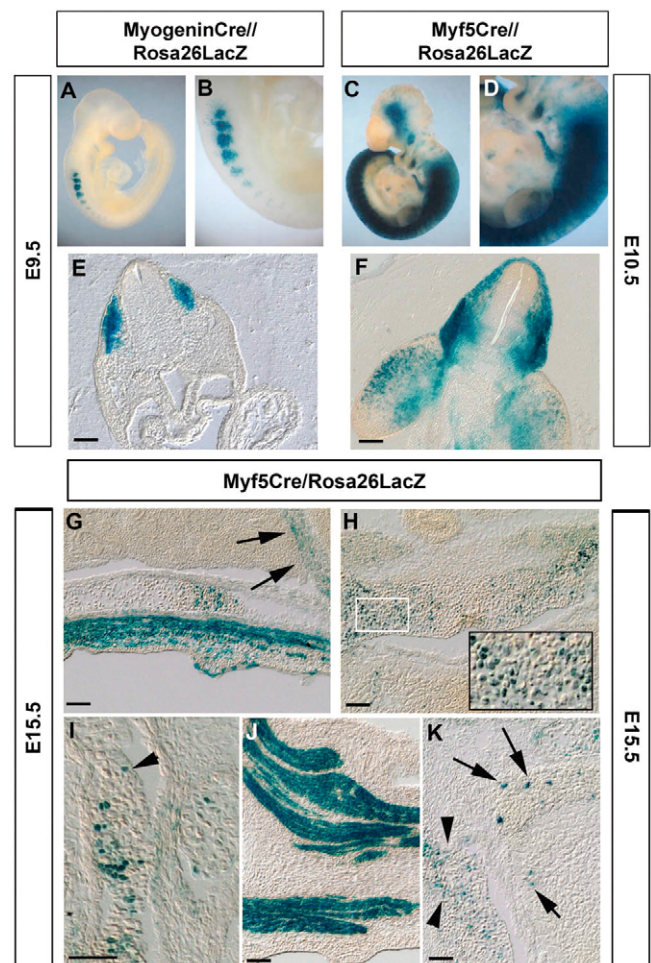 MyogeninCre//
Rosa26LacZ
Myf5Cre//
Rosa26LacZ
A
B
C
D
E9.5
E10.5
E
F
Myf5Cre/Rosa26LacZ
G
H
E15.5
E15.5
I
J
K